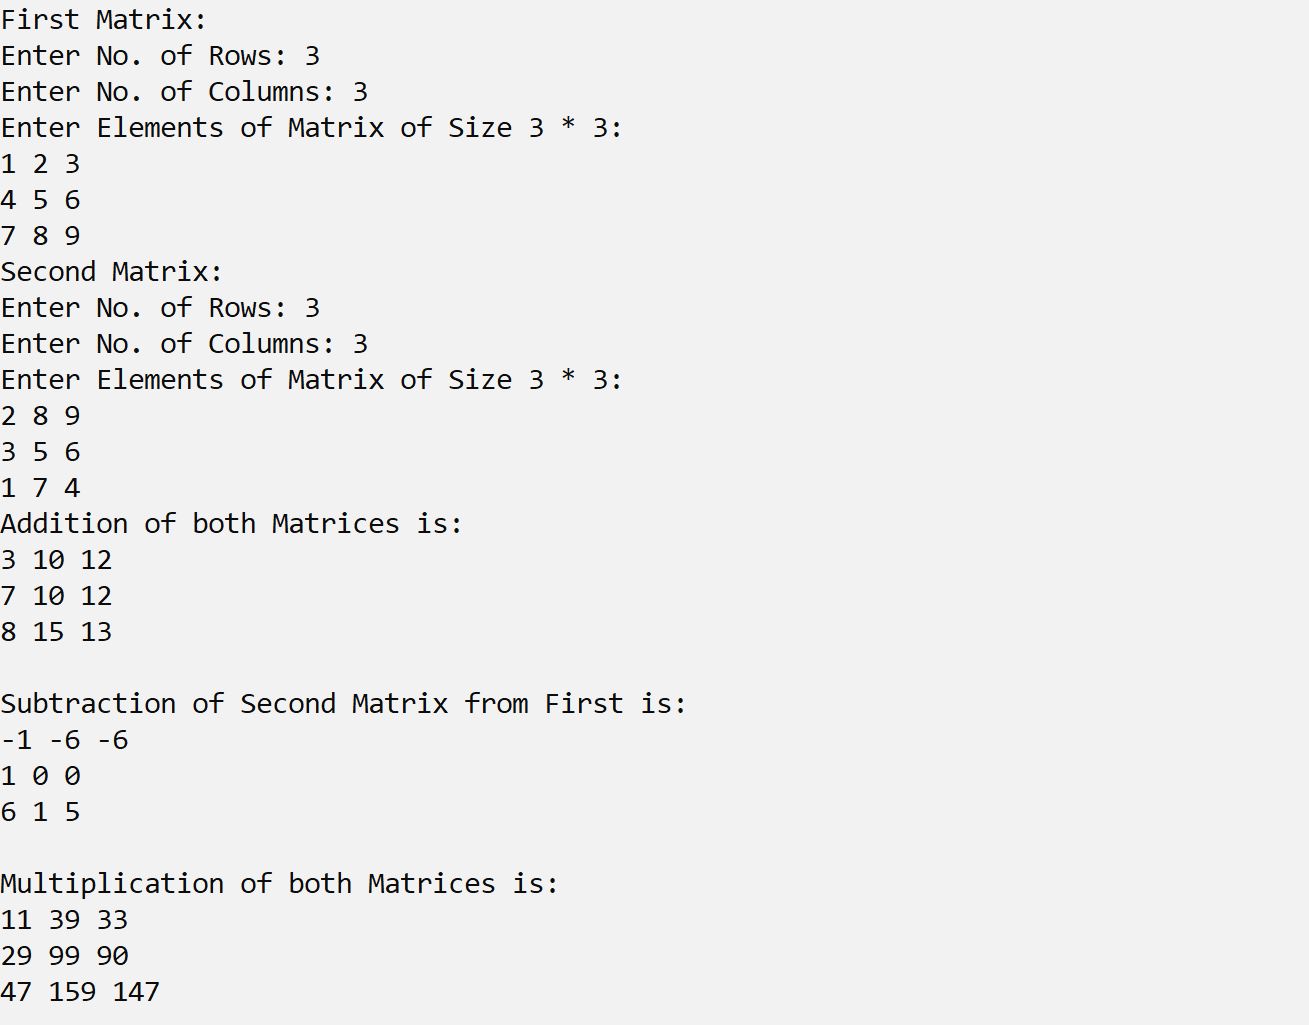 First Matrix:
Enter No. of Rows: 3
Enter No. of Columns: 3
Enter Elements of Matrix of Size 3 * 3:
1 2 3
4 5 6
7 8 9
Second Matrix:
Enter No. of Rows: 3
Enter No. of Columns: 3
Enter Elements of Matrix of Size 3 * 3:
2 8 9
3 5 6
1 7 4
Addition of both Matrices is:
3 10 12
7 10 12
8 15 13
Subtraction of Second Matrix from First is:
-1 -6 -6
1 0 0
6 1 5
Multiplication of both Matrices is:
11 39 33
29 99 90
47 159 147